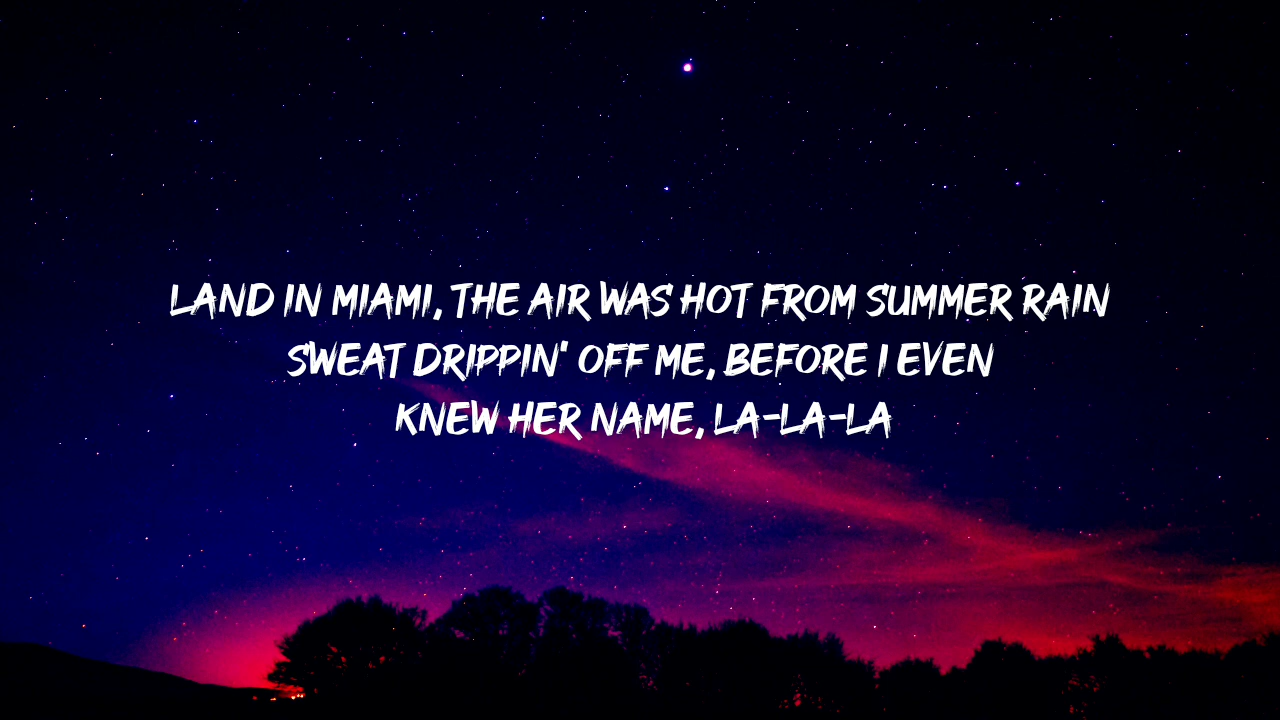 LAND IN MIAMI, THE AIR WAS HOT FROM SUMMER RAIN
SWEAT DRIPPIN' OFF ME, BEFORE I EVEN
KNEW HER NAME, LA-LA-LA